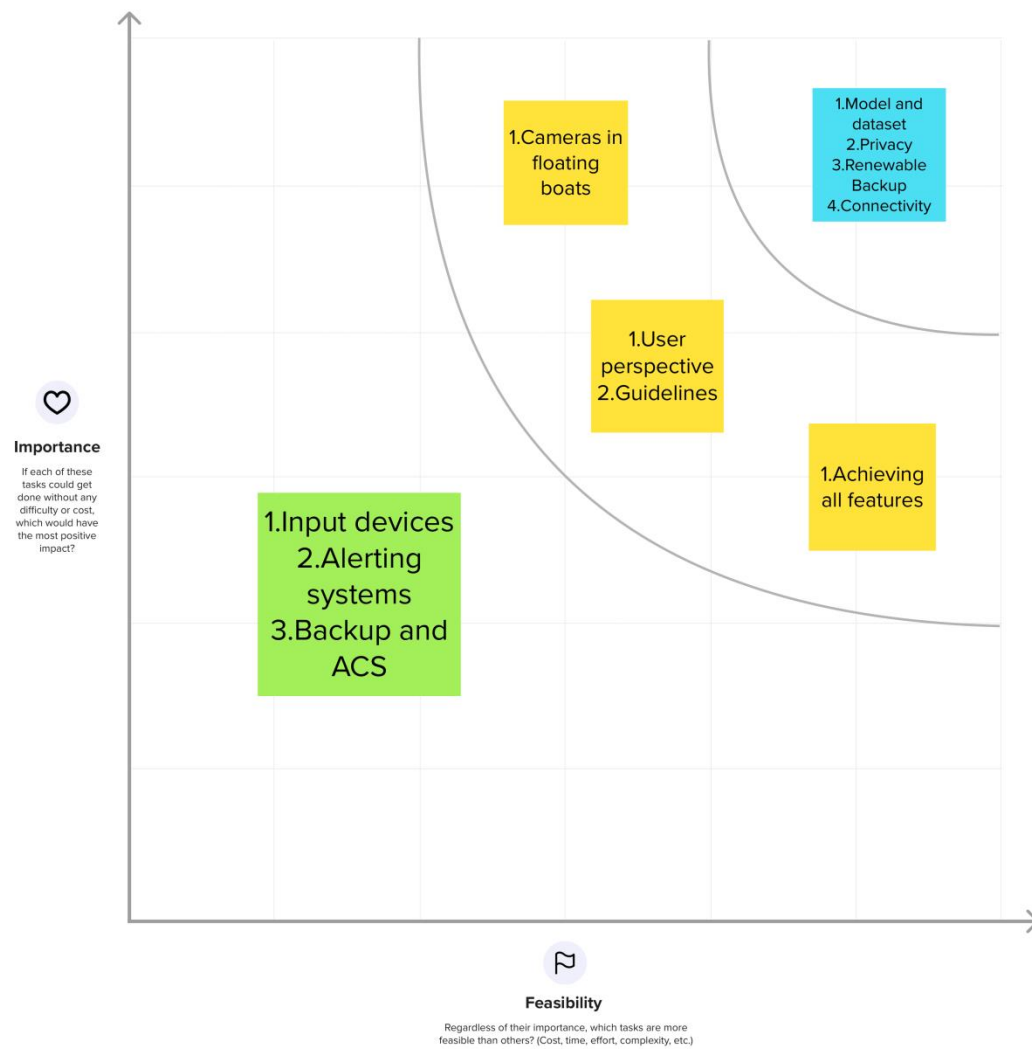 1.Cameras in
floating
boats
1.Model and
dataset
2.Privacy
3.Renewable
Backup
4.Connectivity
1.User
perspective
2.Guidelines
1.Achieving
all features
1.Input devices
2.Alerting
systems
3.Backup and
ACS
Importance
If each of these
tasks could get
done without any
difficulty or cost,
which would have
the most positive
impact?
Feasibility
Regardless of their importance, which tasks are more
feasible than others? (Cost, time, effort, complexity, etc.)